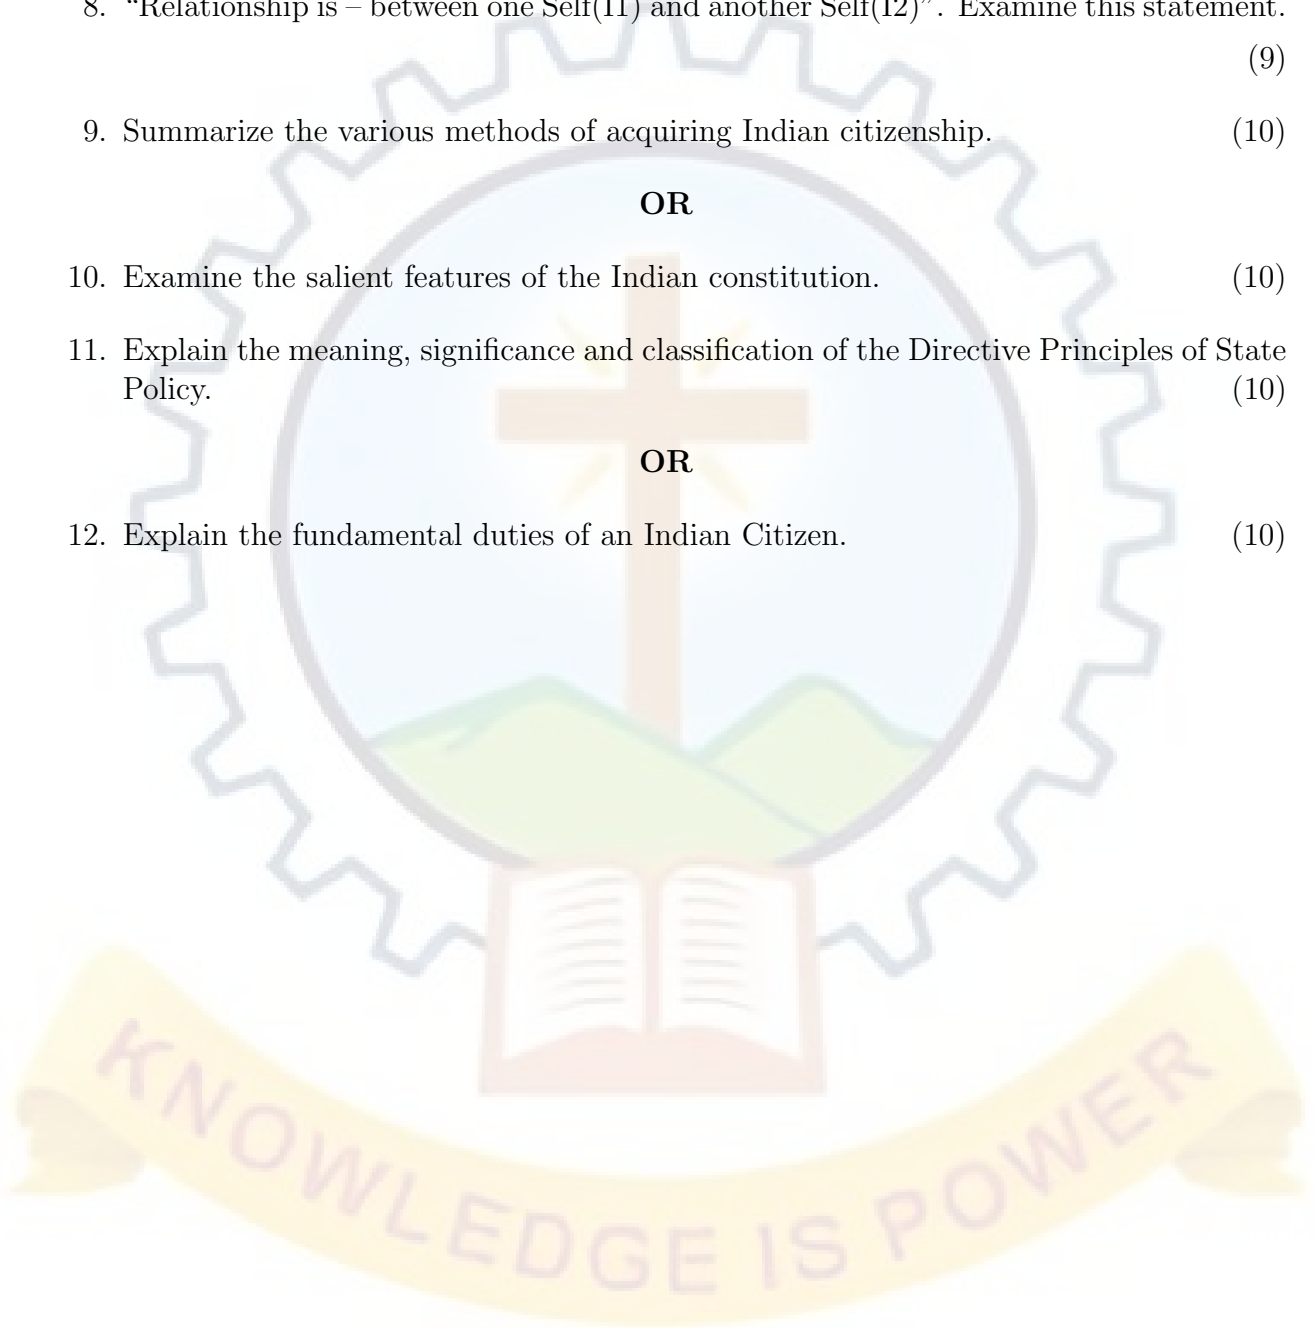 8. “Relationship is – between one Self(I1) and another Self(I2)”. Examine this statement.
(9)
9. Summarize the various methods of acquiring Indian citizenship. (10)
OR
10. Examine the salient features of the Indian constitution. (10)
11. Explain the meaning, significance and classification of the Directive Principles of State
Policy. (10)
OR
12. Explain the fundamental duties of an Indian Citizen. (10)
KNOWLEDGE IS POWER